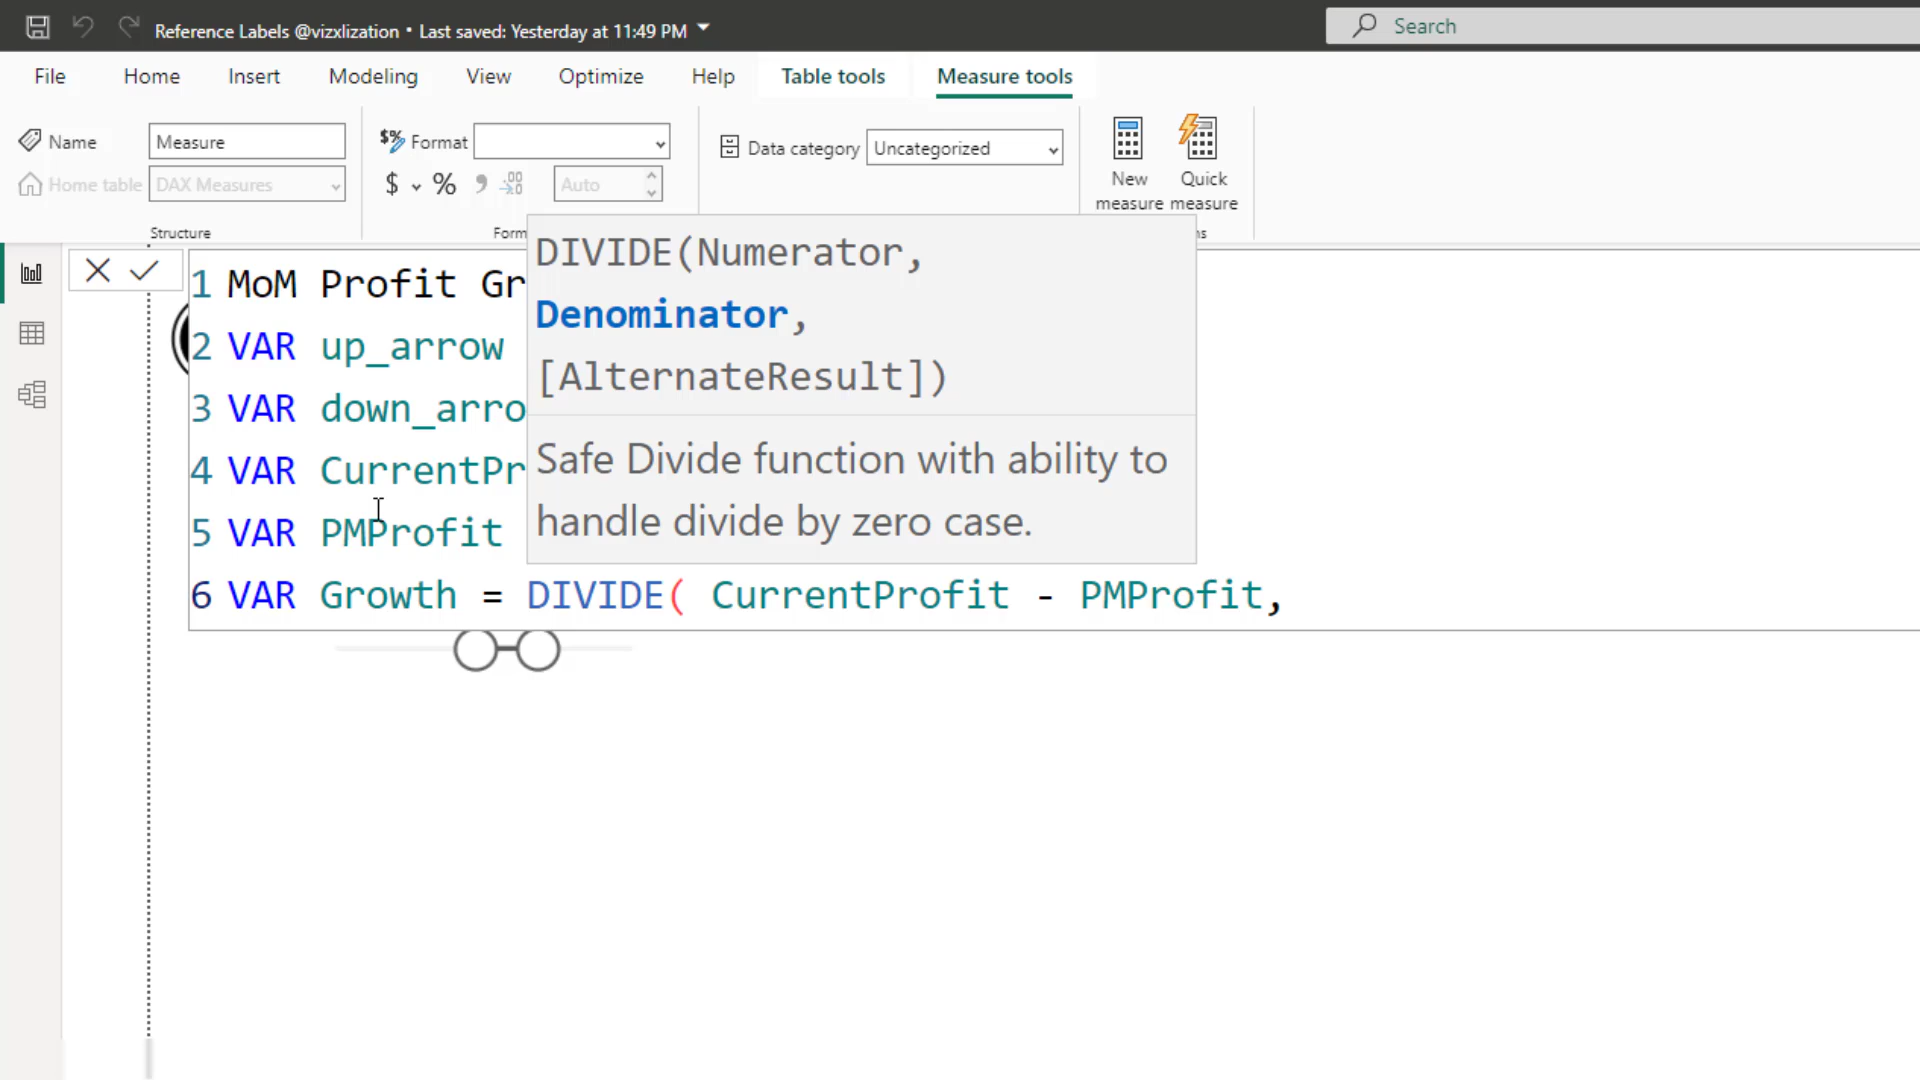 Reference Labels @vizxlization • Last saved: Yesterday at 11:49 PM
Search
File Home Insert Modeling View Optimize Help Table tools Measure tools
Name Measure
Format
Data category Uncategorized
Home table DAX Measures
$ % Auto
New measure
Quick measure
Structure
1 MoM Profit Gr
2 VAR up_arrow
3 VAR down_arro
4 VAR CurrentPr
5 VAR PMProfit
6 VAR Growth = DIVIDE( CurrentProfit - PMProfit,
DIVIDE(Numerator,
Denominator,
[AlternateResult])
Safe Divide function with ability to
handle divide by zero case.